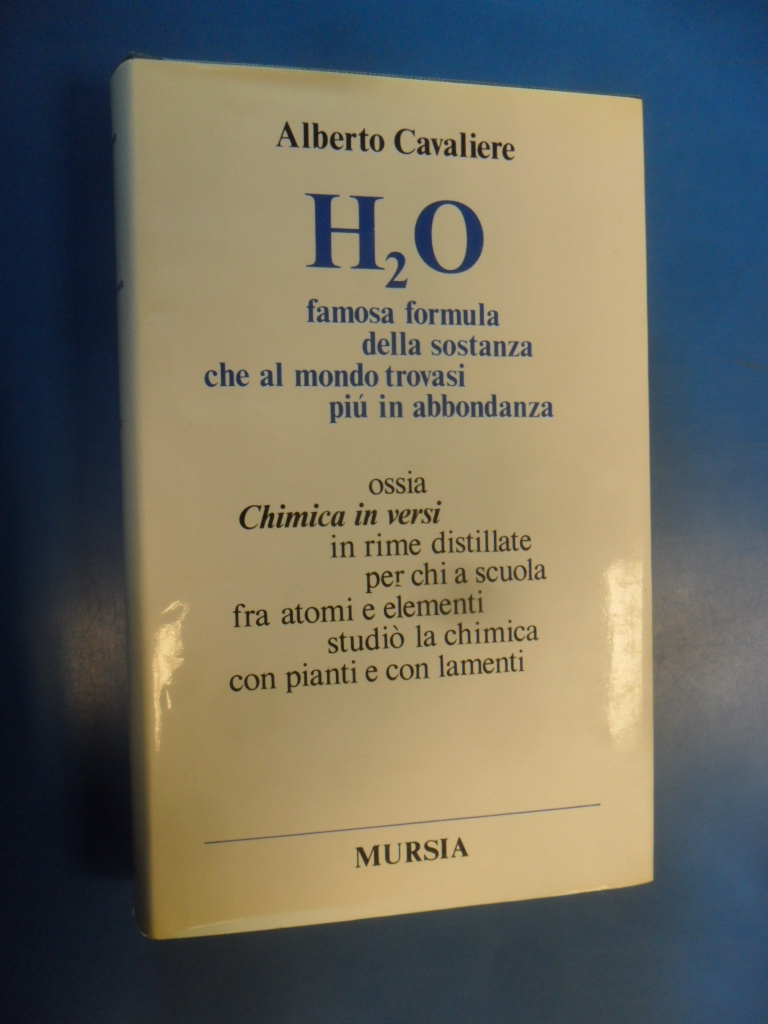 Alberto Cavaliere
H₂O
famosa formula
della sostanza
che al mondo trovasi
piú in abbondanza
ossia
Chimica in versi
in rime distillate
per chi a scuola
fra atomi e elementi
studiò la chimica
con pianti e con lamenti
MURSIA